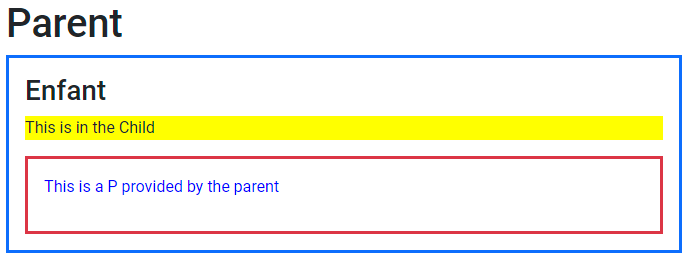 Parent
Enfant
This is in the Child
This is a P provided by the parent